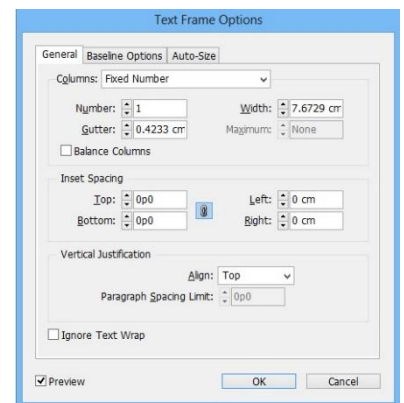 Text Frame Options
General Baseline Options Auto-Size
Columns: Fixed Number
Number: 1 Width: 7.6729 cm
Gutter: 0.4233 cm Maximum: None
Balance Columns
Inset Spacing
Top: 0p0 Left: 0 cm
Bottom: 0p0 Right: 0 cm
Vertical Justification
Align: Top
Paragraph Spacing Limit: 0p0
Ignore Text Wrap
Preview OK Cancel